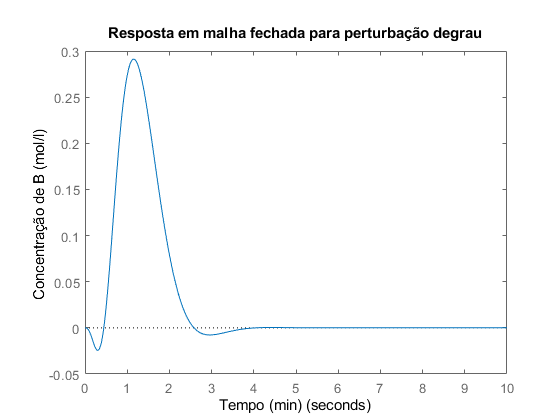 Resposta em malha fechada para perturbação degrau
Concentração de B (mol/l)
0.3
0.25
0.2
0.15
0.1
0.05
0
-0.05
0 1 2 3 4 5 6 7 8 9 10
Tempo (min) (seconds)